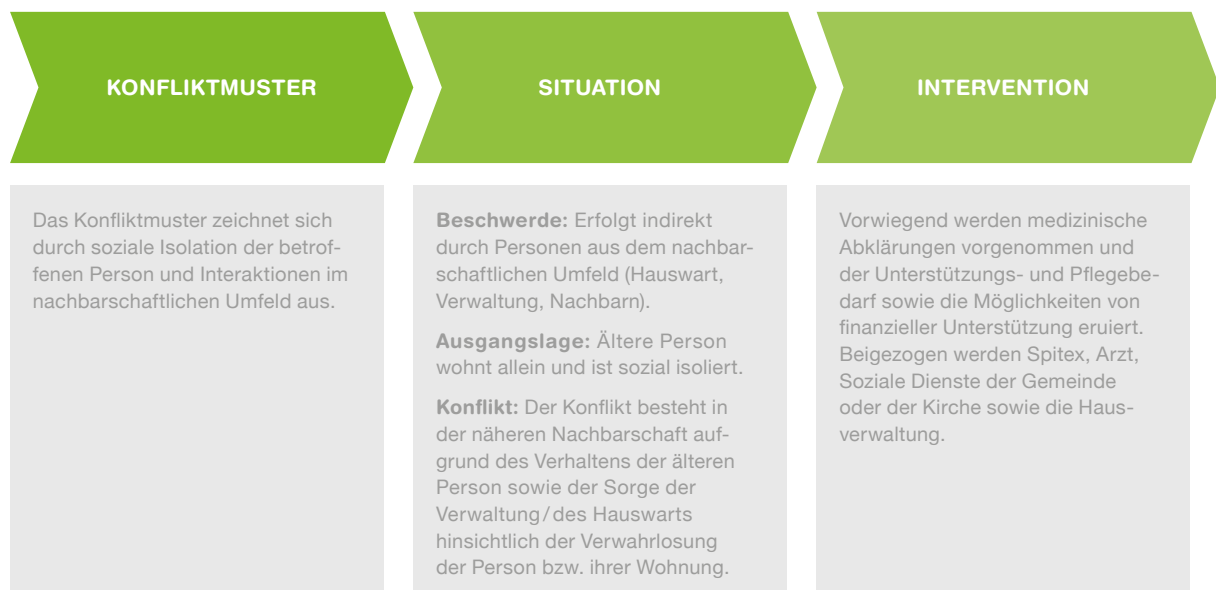 KONFLIKTMUSTER
Das Konfliktmuster zeichnet sich
durch soziale Isolation der betrof-
fenen Person und Interaktionen im
nachbarschaftlichen Umfeld aus.
SITUATION
Beschwerde: Erfolgt indirekt
durch Personen aus dem nachbar-
schaftlichen Umfeld (Hauswart,
Verwaltung, Nachbarn).
Ausgangslage: Ältere Person
wohnt allein und ist sozial isoliert.
Konflikt: Der Konflikt besteht in
der näheren Nachbarschaft auf-
grund des Verhaltens der älteren
Person sowie der Sorge der
Verwaltung/des Hauswarts
hinsichtlich der Verwahrlosung
der Person bzw. ihrer Wohnung.
INTERVENTION
Vorwiegend werden medizinische
Abklärungen vorgenommen und
der Unterstützungs- und Pflegebe-
darf sowie die Möglichkeiten von
finanzieller Unterstützung eruiert.
Beigezogen werden Spitex, Arzt,
Soziale Dienste der Gemeinde
oder der Kirche sowie die Haus-
verwaltung.